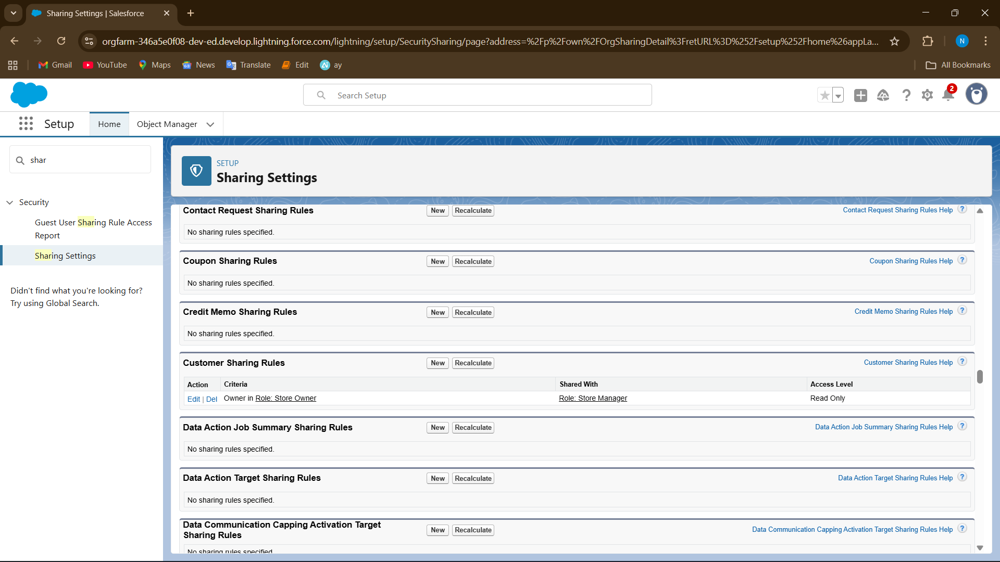 Sharing Settings | Salesforce
orgfarm-346a5e0f08-dev-ed.develop.lightning.force.com/lightning/setup/SecuritySharing/page?address=%2Fp%2Fown%2FOrgSharingDetail%3FretURL%3D%252Fsetup%252Fhome%26appLa...
N
Gmail
YouTube
Maps
News
Translate
Edit
ay
All Bookmarks
Search Setup
2
Setup
Home
Object Manager
shar
Security
Guest User Sharing Rule Access
Report
Sharing Settings
Didn't find what you're looking for?
Try using Global Search.
SETUP
Sharing Settings
Contact Request Sharing Rules
New
Recalculate
Contact Request Sharing Rules Help ?
No sharing rules specified.
Coupon Sharing Rules
New
Recalculate
Coupon Sharing Rules Help ?
No sharing rules specified.
Credit Memo Sharing Rules
New
Recalculate
Credit Memo Sharing Rules Help ?
No sharing rules specified.
Customer Sharing Rules
New
Recalculate
Customer Sharing Rules Help ?
Action Criteria Shared With Access Level
Edit | Del Owner in Role: Store Owner Role: Store Manager Read Only
Data Action Job Summary Sharing Rules
New
Recalculate
Data Action Job Summary Sharing Rules Help ?
No sharing rules specified.
Data Action Target Sharing Rules
New
Recalculate
Data Action Target Sharing Rules Help ?
No sharing rules specified.
Data Communication Capping Activation Target
Sharing Rules
New
Recalculate
Data Communication Capping Activation Target Sharing Rules Help ?
No sharing rules specified.